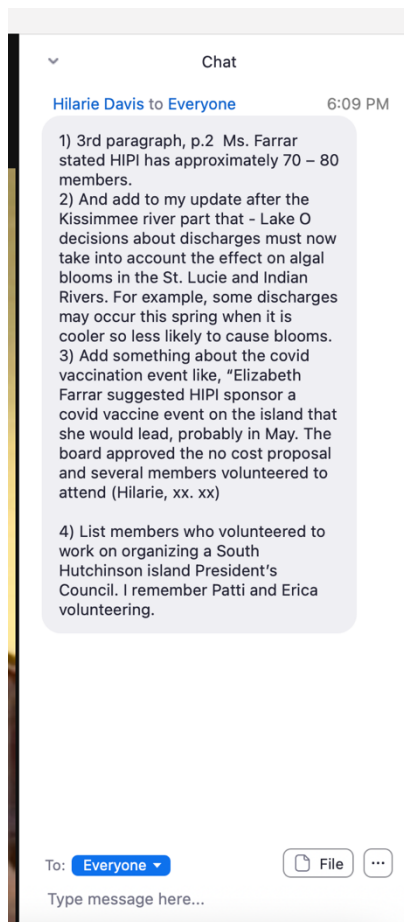 Chat
Hilarie Davis to Everyone 6:09 PM
1) 3rd paragraph, p.2  Ms. Farrar
stated HIPI has approximately 70 – 80
members.
2) And add to my update after the
Kissimmee river part that - Lake O
decisions about discharges must now
take into account the effect on algal
blooms in the St. Lucie and Indian
Rivers. For example, some discharges
may occur this spring when it is
cooler so less likely to cause blooms.
3) Add something about the covid
vaccination event like, “Elizabeth
Farrar suggested HIPI sponsor a
covid vaccine event on the island that
she would lead, probably in May. The
board approved the no cost proposal
and several members volunteered to
attend (Hilarie, xx. xx)
4) List members who volunteered to
work on organizing a South
Hutchinson island President’s
Council. I remember Patti and Erica
volunteering.
To: Everyone File ...
Type message here...